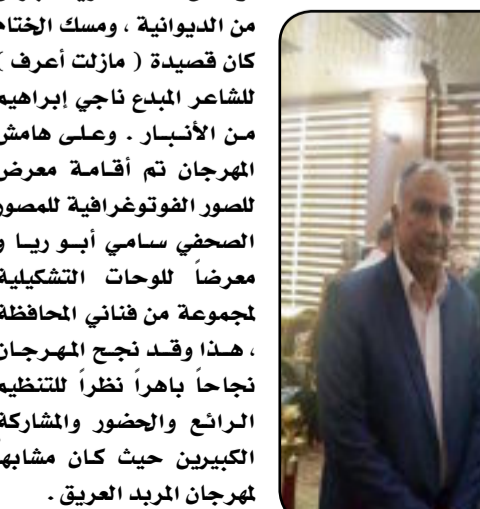 من الديوانية ، ومسك الختام
كان قصيدة ( مازلت أعرف )
للشاعر المبدع ناجي إبراهيم
من الأنبار . وعلى هامش
المهرجان تم أقامة معرض
للصور الفوتوغرافية للمصور
الصحفي سامي أبو ريا و
معرضاً للوحات التشكيلية
لمجموعة من فناني المحافظة
، هذا وقد نجح المهرجان
نجاحاً باهراً نظراً للتنظيم
الرائع والحضور والمشاركة
الكبيرين حيث كان مشابهاً
لمهرجان المربد العريق .